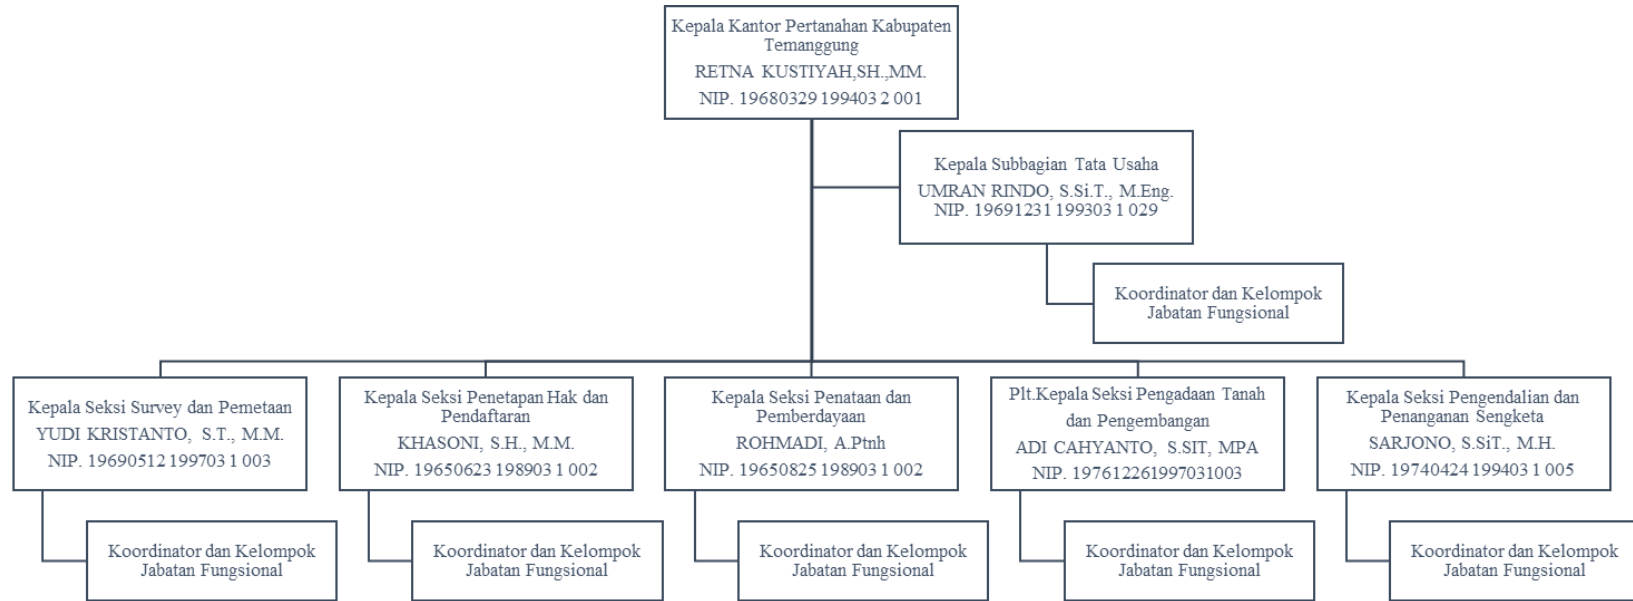 Kepala Kantor Pertanahan Kabupaten
Temanggung
RETNA KUSTIYAH,SH.,MM.
NIP. 19680329 199403 2 001
Kepala Subbagian Tata Usaha
UMRAN RINDO, S.Si.T., M.Eng.
NIP. 19691231 199303 1 029
Koordinator dan Kelompok
Jabatan Fungsional
Kepala Seksi Survey dan Pemetaan
YUDI KRISTANTO, S.T., M.M.
NIP. 19690512 199703 1 003
Kepala Seksi Penetapan Hak dan
Pendaftaran
KHASONI, S.H., M.M.
NIP. 19650623 198903 1 002
Kepala Seksi Penataan dan
Pemberdayaan
ROHMADI, A.Ptnh
NIP. 19650825 198903 1 002
Plt.Kepala Seksi Pengadaan Tanah
dan Pengembangan
ADI CAHYANTO, S.SIT, MPA
NIP. 197612261997031003
Kepala Seksi Pengendalian dan
Penanganan Sengketa
SARJONO, S.SiT., M.H.
NIP. 19740424 199403 1 005
Koordinator dan Kelompok
Jabatan Fungsional
Koordinator dan Kelompok
Jabatan Fungsional
Koordinator dan Kelompok
Jabatan Fungsional
Koordinator dan Kelompok
Jabatan Fungsional
Koordinator dan Kelompok
Jabatan Fungsional